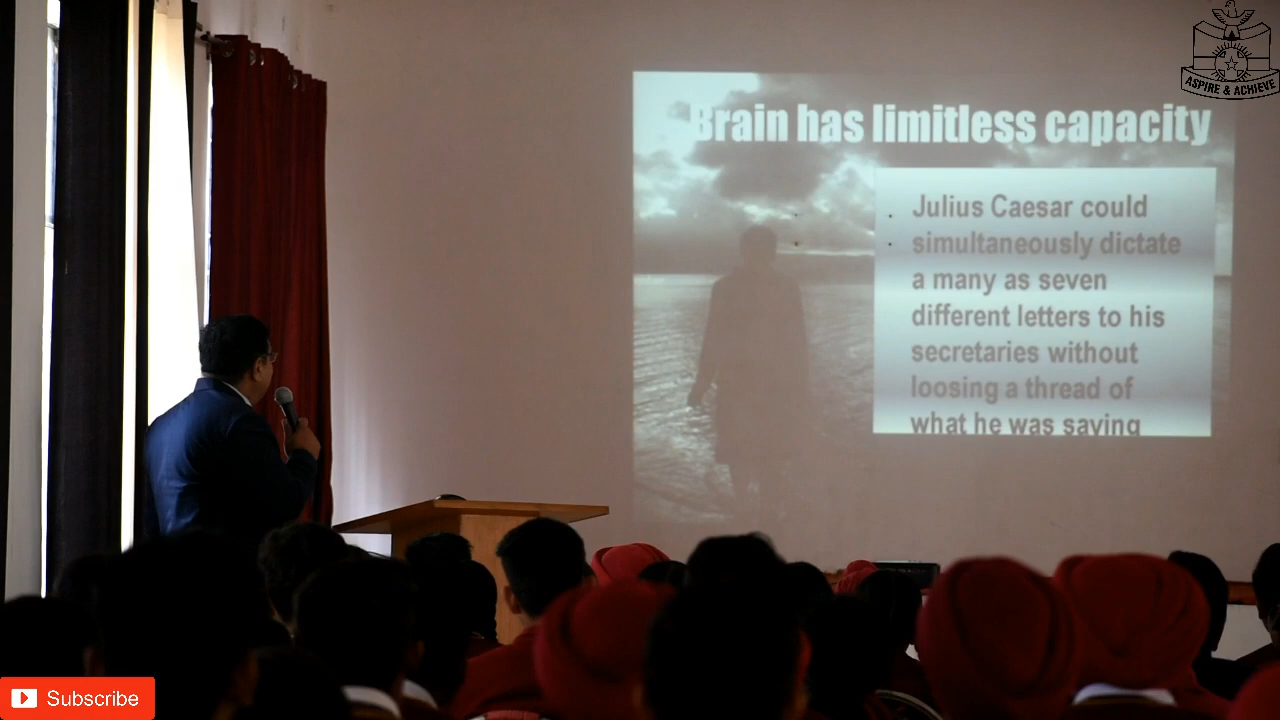 ASPIRE & ACHIEVE
Brain has limitless capacity
Julius Caesar could
simultaneously dictate
a many as seven
different letters to his
secretaries without
loosing a thread of
what he was saying
Subscribe